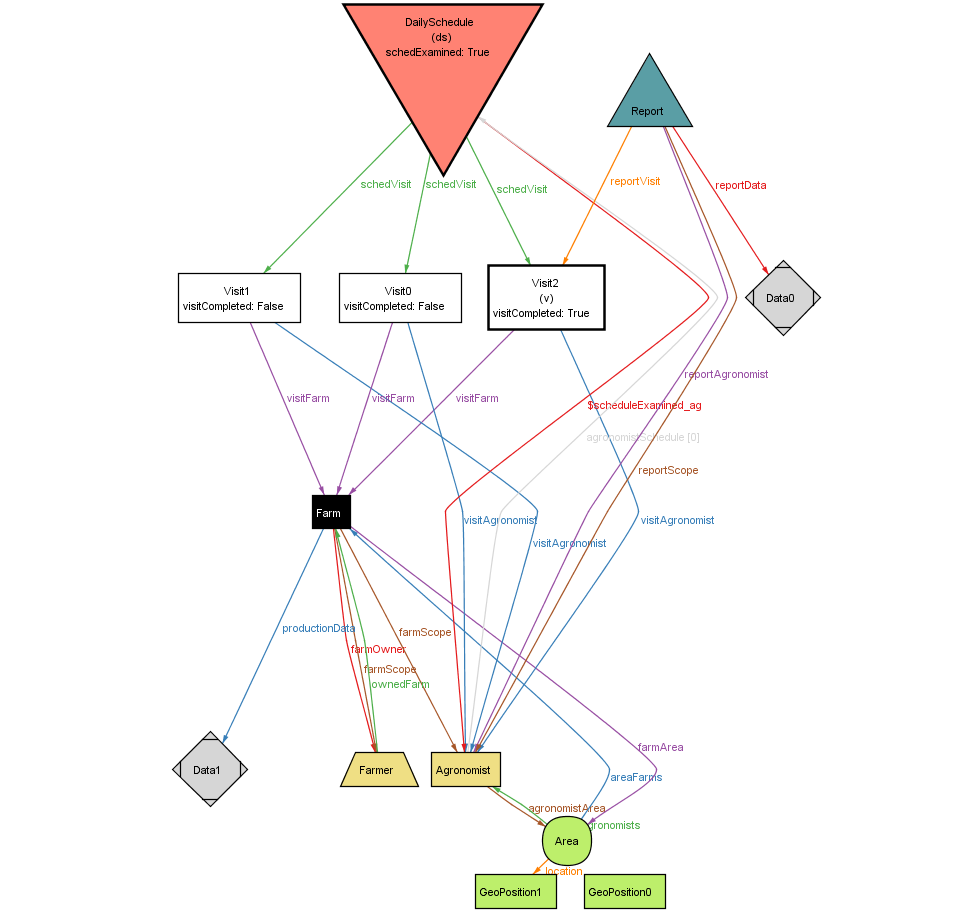 DailySchedule
(ds)
schedExamined: True
Report
schedVisit
schedVisit
schedVisit
reportVisit
reportData
Visit1
visitCompleted: False
Visit0
visitCompleted: False
Visit2
(v)
visitCompleted: True
Data0
reportAgronomist
visitFarm
visitFarm
visitFarm
$scheduleExamined_ag
agronomistSchedule [0]
reportScope
Farm
visitAgronomist
visitAgronomist
visitAgronomist
productionData
farmScope
farmOwner
farmScope
ownedFarm
farmArea
Data1
Farmer
Agronomist
areaFarms
agronomistArea
gronomists
Area
location
GeoPosition1
GeoPosition0